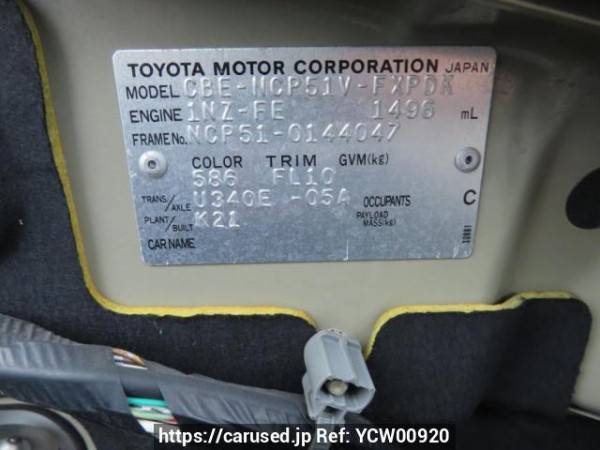 TOYOTA MOTOR CORPORATION JAPAN
MODEL CBE-NCP51V-FXPDK
ENGINE 1NZ-FE 1496 mL
FRAME No. NCP51-0144047
COLOR TRIM GVM(kg)
586 FL10
TRANS/AXLE U340E -05A OCCUPANTS C
PLANT/BUILT K21 PAYLOAD MASS(kg)
CAR NAME
https://carused.jp Ref: YCW00920